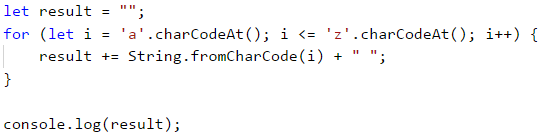 let result = "";
for (let i = 'a'.charCodeAt(); i <= 'z'.charCodeAt(); i++) {
    result += String.fromCharCode(i) + " ";
}

console.log(result);